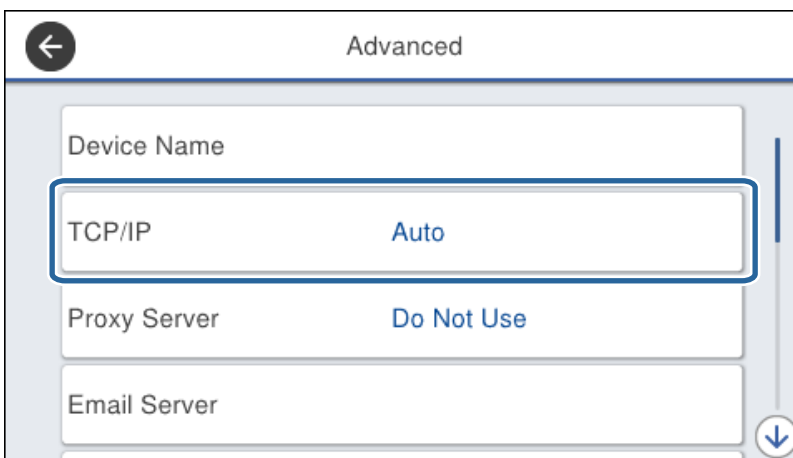 Advanced
Device Name
TCP/IP Auto
Proxy Server Do Not Use
Email Server